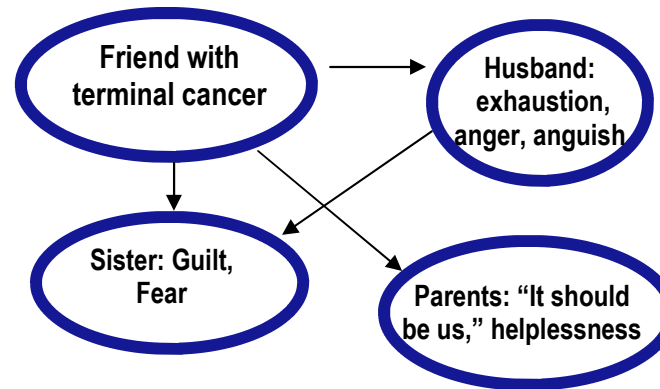 Friend with
terminal cancer
Husband:
exhaustion,
anger, anguish
Sister: Guilt,
Fear
Parents: “It should
be us,” helplessness